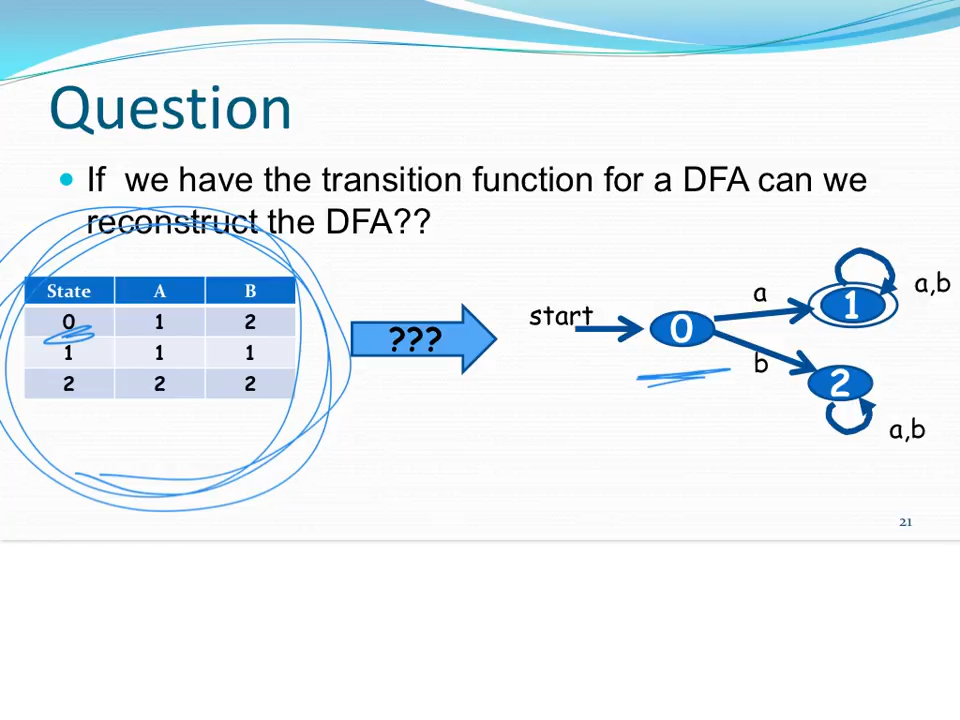 Question
• If  we have the transition function for a DFA can we
reconstruct the DFA??
State A B
0 1 2
1 1 1
2 2 2
???
start
0
a
b
1
a,b
2
a,b
21